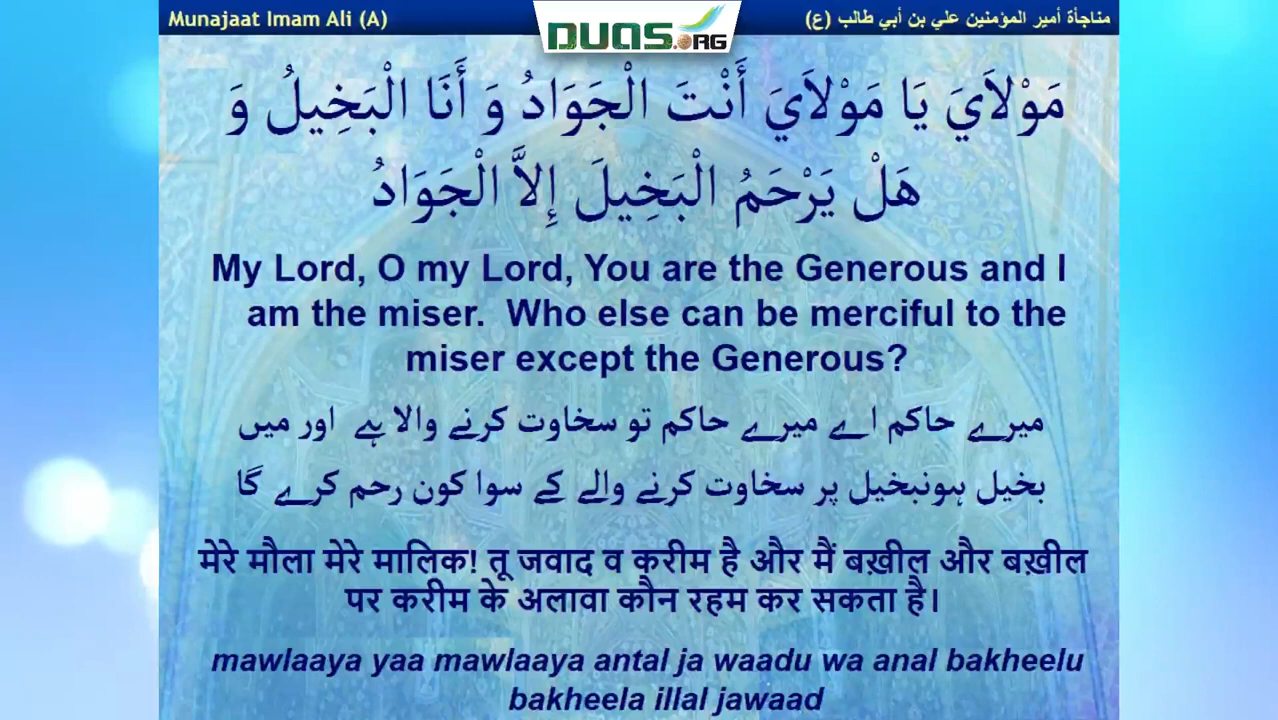 Munajaat Imam Ali (A)
DUAS.ORG
مناجأة أمير المؤمنين علي بن أبي طالب (ع)
مَوْلاَيَ يَا مَوْلاَيَ أَنْتَ الْجَوَادُ وَ أَنَا الْبَخِيلُ وَ
هَلْ يَرْحَمُ الْبَخِيلَ إِلاَّ الْجَوَادُ
My Lord, O my Lord, You are the Generous and I
am the miser.  Who else can be merciful to the
miser except the Generous?
میرے حاکم اے میرے حاکم تو سخاوت کرنے والا ہے اور میں
بخیل ہونبخیل پر سخاوت کرنے والے کے سوا کون رحم کرے گا
मेरे मौला मेरे मालिक! तू जवाद व करीम है और मैं बख़ील और बख़ील
पर करीम के अलावा कौन रहम कर सकता है।
mawlaaya yaa mawlaaya antal ja waadu wa anal bakheelu
bakheela illal jawaad